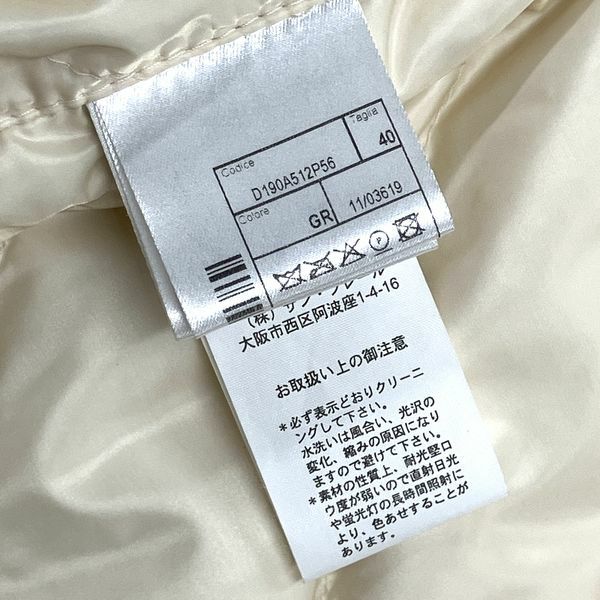 Codice
D190A512P56
Taglia
40
Colore
GR
11/03619
P
(株)サン・フレール
大阪市西区阿波座1-4-16
お取扱い上の御注意
*必ず表示どおりクリーニ
ングして下さい。
水洗いは風合い、光沢の
変化、縮みの原因になり
ますので避けて下さい。
*素材の性質上、耐光堅ロ
ウ度が弱いので直射日光
や蛍光灯の長時間照射に
より、色あせすることが
あります。